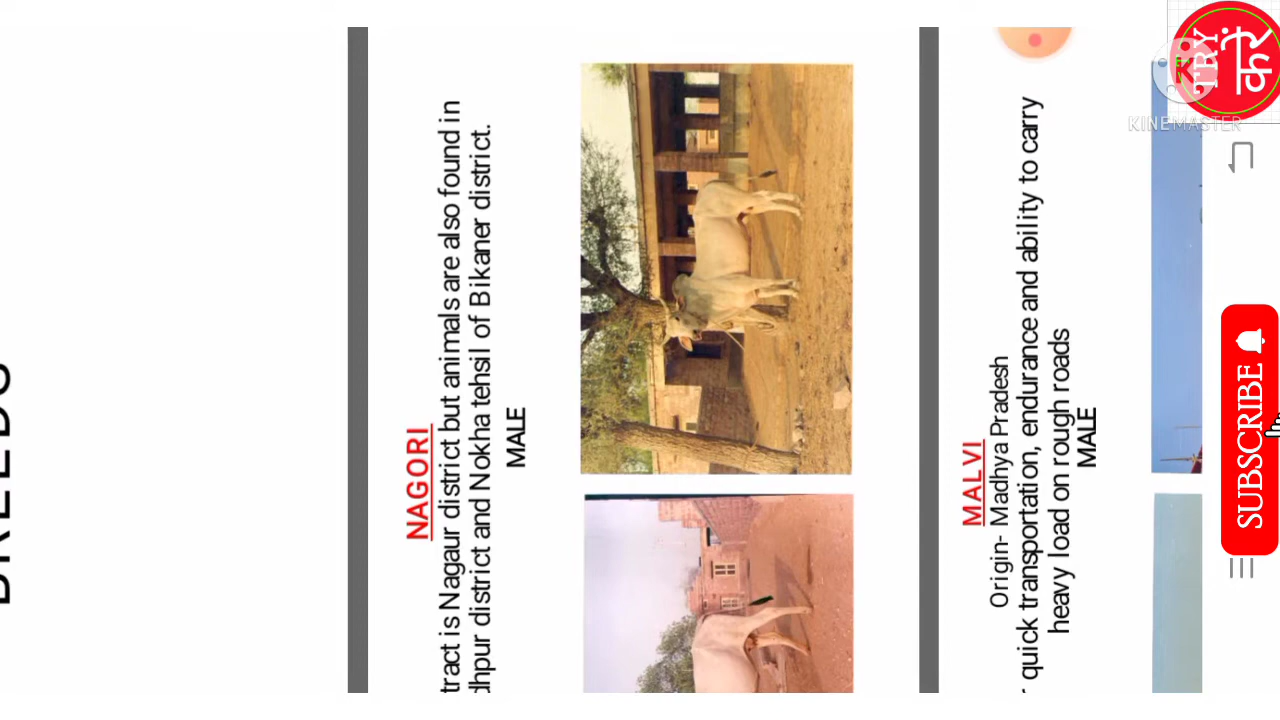 NAGORI
tract is Nagaur district but animals are also found in
dhpur district and Nokha tehsil of Bikaner district.
MALE
MALVI
Origin- Madhya Pradesh
quick transportation, endurance and ability to carry
heavy load on rough roads
MALE
TRY
करें
K
KINEMASTER
SUBSCRIBE